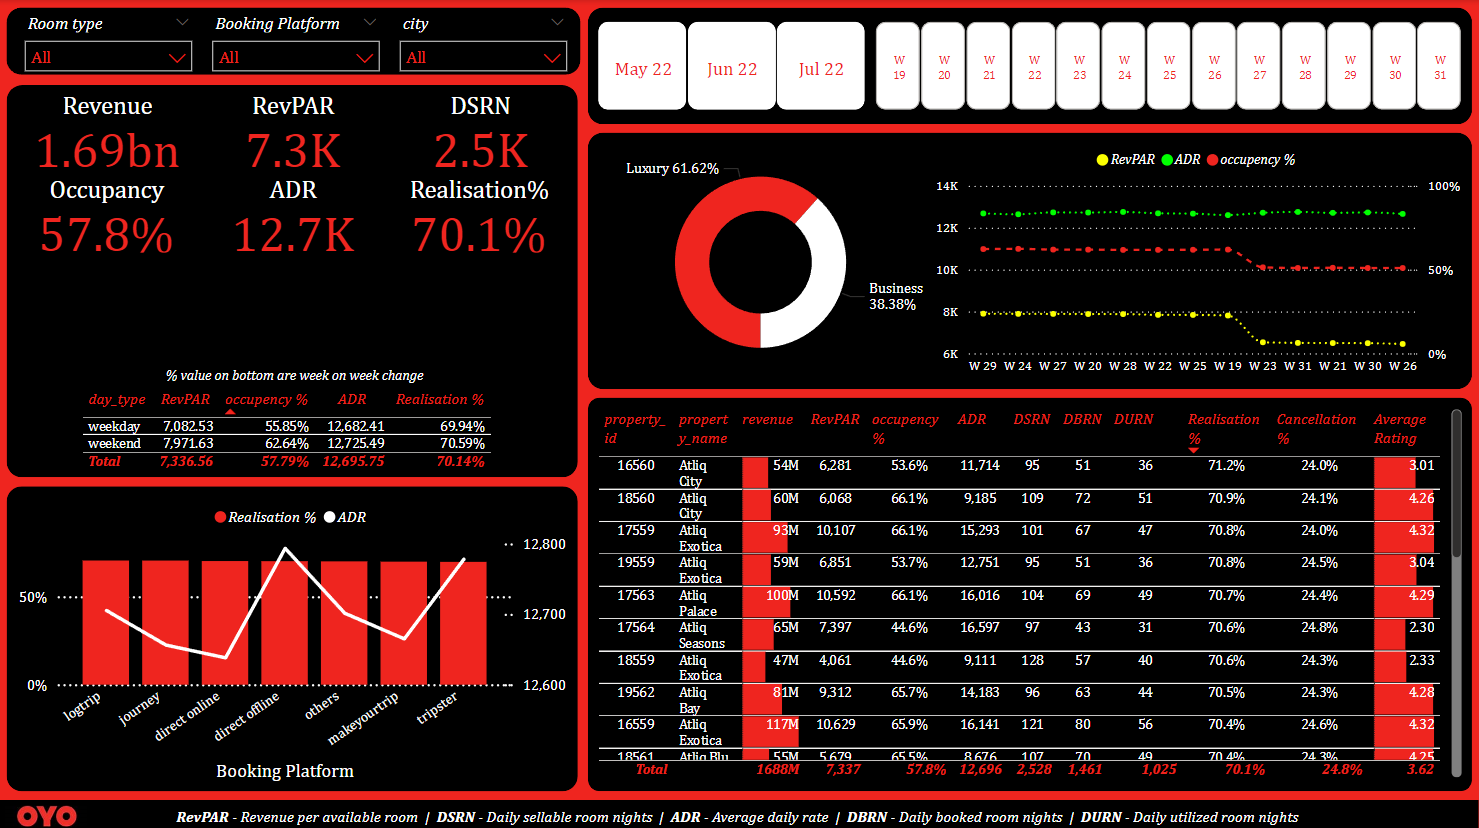 Room type
Booking Platform
city
All
All
All
May 22
Jun 22
Jul 22
W 19
W 20
W 21
W 22
W 23
W 24
W 25
W 26
W 27
W 28
W 29
W 30
W 31
Revenue RevPAR DSRN
1.69bn 7.3K 2.5K
Occupancy ADR Realisation%
57.8% 12.7K 70.1%
% value on bottom are week on week change
day_type RevPAR occupency % ADR Realisation %
weekday 7,082.53 55.85% 12,682.41 69.94%
weekend 7,971.63 62.64% 12,725.49 70.59%
Total 7,336.56 57.79% 12,695.75 70.14%
Luxury 61.62%
Business
38.38%
RevPAR ADR occupency %
14K
12K
10K
8K
6K
100%
50%
0%
W 29 W 24 W 27 W 20 W 28 W 22 W 25 W 19 W 23 W 31 W 21 W 30 W 26
Realisation % ADR
50%
0%
12,800
12,700
12,600
logtrip
journey
direct online
direct offline
others
makeyourtrip
tripster
Booking Platform
property_ propert revenue RevPAR occupency ADR DSRN DBRN DURN Realisation Cancellation Average
id y_name % % % Rating
16560 Atliq 54M 6,281 53.6% 11,714 95 51 36 71.2% 24.0% 3.01
City
18560 Atliq 60M 6,068 66.1% 9,185 109 72 51 70.9% 24.1% 4.26
City
17559 Atliq 93M 10,107 66.1% 15,293 101 67 47 70.8% 24.0% 4.32
Exotica
19559 Atliq 59M 6,851 53.7% 12,751 95 51 36 70.8% 24.5% 3.04
Exotica
17563 Atliq 100M 10,592 66.1% 16,016 104 69 49 70.7% 24.4% 4.29
Palace
17564 Atliq 65M 7,397 44.6% 16,597 97 43 31 70.6% 24.8% 2.30
Seasons
18559 Atliq 47M 4,061 44.6% 9,111 128 57 40 70.6% 24.3% 2.33
Exotica
19562 Atliq 81M 9,312 65.7% 14,183 96 63 44 70.5% 24.3% 4.28
Bay
16559 Atliq 117M 10,629 65.9% 16,141 121 80 56 70.4% 24.6% 4.32
Exotica
18561 Atliq Blu 55M 5,679 65.5% 8,676 107 70 49 70.4% 24.3% 4.25
Total 1688M 7,337 57.8% 12,696 2,528 1,461 1,025 70.1% 24.8% 3.62
OYO
RevPAR - Revenue per available room | DSRN - Daily sellable room nights | ADR - Average daily rate | DBRN - Daily booked room nights | DURN - Daily utilized room nights